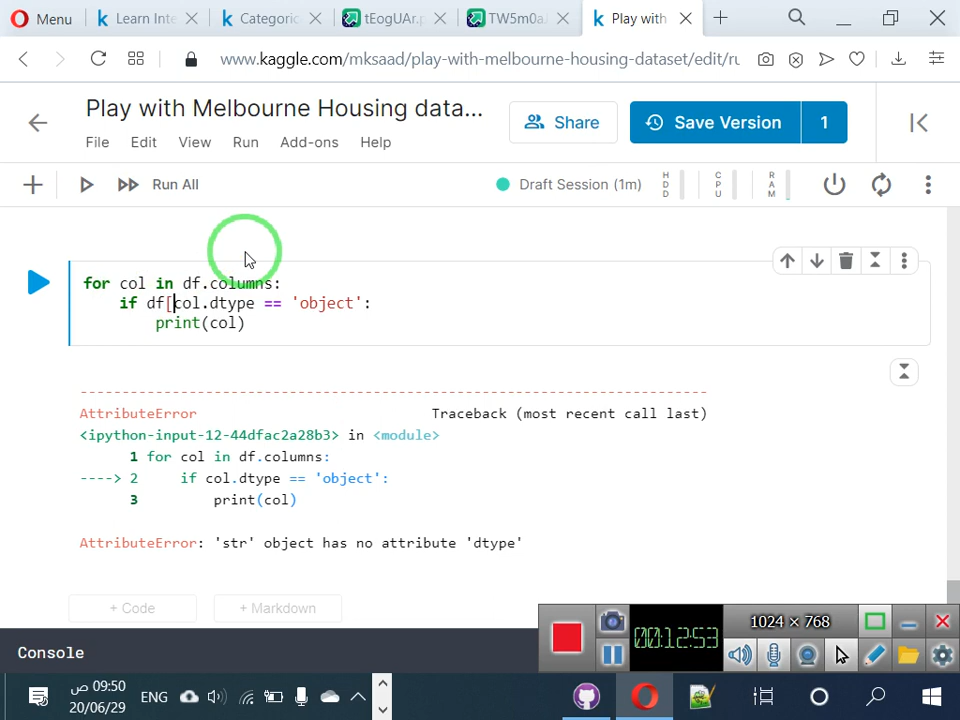 Menu
Learn Inte
Categoric
tEogUAr.p
TW5m0aJ
Play with
www.kaggle.com/mksaad/play-with-melbourne-housing-dataset/edit/ru
Play with Melbourne Housing data...
Share
Save Version
1
File Edit View Run Add-ons Help
Run All
Draft Session (1m)
HDD
CPU
RAM
for col in df.columns:
if df[col.dtype == 'object':
print(col)
---------------------------------------------------------------------------
AttributeError Traceback (most recent call last)
<ipython-input-12-44dfac2a28b3> in <module>
1 for col in df.columns:
----> 2 if col.dtype == 'object':
3 print(col)
AttributeError: 'str' object has no attribute 'dtype'
+ Code
+ Markdown
Console
1024 × 768
00:12:53
ENG
09:50 ص
20/06/29